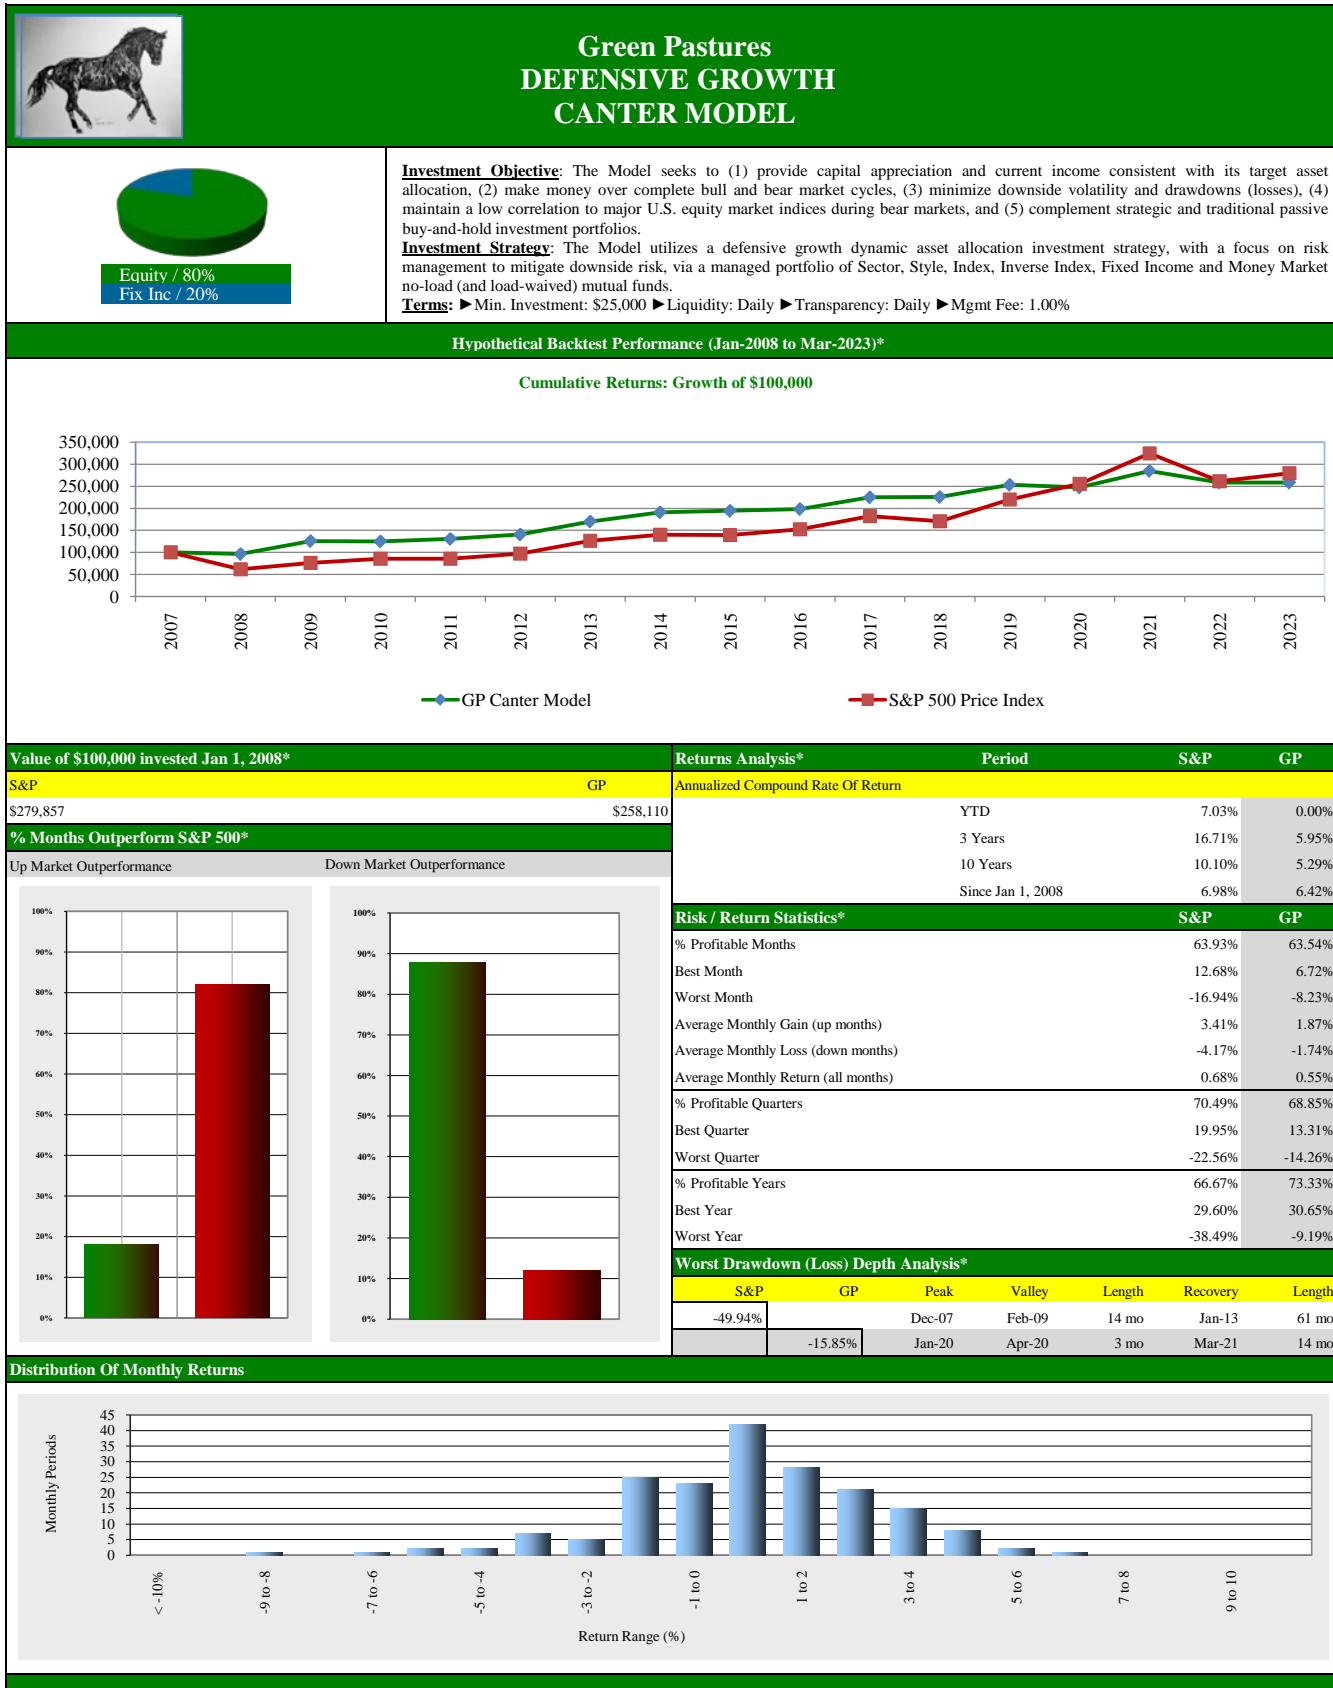 Green Pastures
DEFENSIVE GROWTH
CANTER MODEL
Equity / 80%
Fix Inc / 20%
Investment Objective: The Model seeks to (1) provide capital appreciation and current income consistent with its target asset
allocation, (2) make money over complete bull and bear market cycles, (3) minimize downside volatility and drawdowns (losses), (4)
maintain a low correlation to major U.S. equity market indices during bear markets, and (5) complement strategic and traditional passive
buy-and-hold investment portfolios.
Investment Strategy: The Model utilizes a defensive growth dynamic asset allocation investment strategy, with a focus on risk
management to mitigate downside risk, via a managed portfolio of Sector, Style, Index, Inverse Index, Fixed Income and Money Market
no-load (and load-waived) mutual funds.
Terms: ►Min. Investment: $25,000 ►Liquidity: Daily ►Transparency: Daily ►Mgmt Fee: 1.00%
Hypothetical Backtest Performance (Jan-2008 to Mar-2023)*
Cumulative Returns: Growth of $100,000
350,000
300,000
250,000
200,000
150,000
100,000
50,000
0
2007 2008 2009 2010 2011 2012 2013 2014 2015 2016 2017 2018 2019 2020 2021 2022 2023
GP Canter Model S&P 500 Price Index
Value of $100,000 invested Jan 1, 2008*
S&P GP
$279,857 $258,110
% Months Outperform S&P 500*
Up Market Outperformance Down Market Outperformance
100%
90%
80%
70%
60%
50%
40%
30%
20%
10%
0%
100%
90%
80%
70%
60%
50%
40%
30%
20%
10%
0%
Returns Analysis* Period S&P GP
Annualized Compound Rate Of Return
YTD 7.03% 0.00%
3 Years 16.71% 5.95%
10 Years 10.10% 5.29%
Since Jan 1, 2008 6.98% 6.42%
Risk / Return Statistics* S&P GP
% Profitable Months 63.93% 63.54%
Best Month 12.68% 6.72%
Worst Month -16.94% -8.23%
Average Monthly Gain (up months) 3.41% 1.87%
Average Monthly Loss (down months) -4.17% -1.74%
Average Monthly Return (all months) 0.68% 0.55%
% Profitable Quarters 70.49% 68.85%
Best Quarter 19.95% 13.31%
Worst Quarter -22.56% -14.26%
% Profitable Years 66.67% 73.33%
Best Year 29.60% 30.65%
Worst Year -38.49% -9.19%
Worst Drawdown (Loss) Depth Analysis*
S&P GP Peak Valley Length Recovery Length
-49.94% Dec-07 Feb-09 14 mo Jan-13 61 mo
-15.85% Jan-20 Apr-20 3 mo Mar-21 14 mo
Distribution Of Monthly Returns
Monthly Periods
45
40
35
30
25
20
15
10
5
0
< -10% -9 to -8 -7 to -6 -5 to -4 -3 to -2 -1 to 0 1 to 2 3 to 4 5 to 6 7 to 8 9 to 10
Return Range (%)